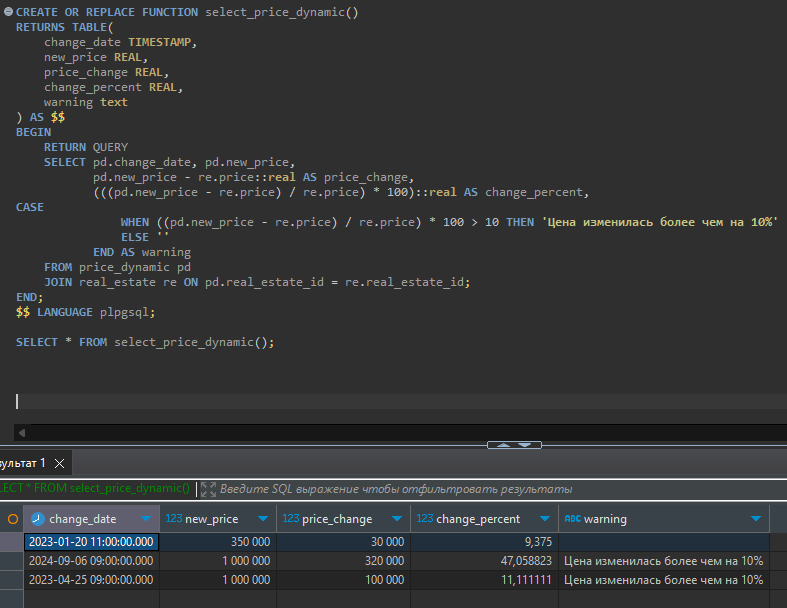 CREATE OR REPLACE FUNCTION select_price_dynamic()
RETURNS TABLE(
    change_date TIMESTAMP,
    new_price REAL,
    price_change REAL,
    change_percent REAL,
    warning text
) AS $$
BEGIN
    RETURN QUERY
    SELECT pd.change_date, pd.new_price,
           pd.new_price - re.price::real AS price_change,
           (((pd.new_price - re.price) / re.price) * 100)::real AS change_percent,
CASE
               WHEN ((pd.new_price - re.price) / re.price) * 100 > 10 THEN 'Цена изменилась более чем на 10%'
               ELSE ''
           END AS warning
    FROM price_dynamic pd
    JOIN real_estate re ON pd.real_estate_id = re.real_estate_id;
END;
$$ LANGUAGE plpgsql;
SELECT * FROM select_price_dynamic();
ультат 1
LECT * FROM select_price_dynamic() Введите SQL выражение чтобы отфильтровать результаты
change_date 123 new_price 123 price_change 123 change_percent ABC warning
2023-01-20 11:00:00.000 350 000 30 000 9,375
2024-09-06 09:00:00.000 1 000 000 320 000 47,058823 Цена изменилась более чем на 10%
2023-04-25 09:00:00.000 1 000 000 100 000 11,111111 Цена изменилась более чем на 10%